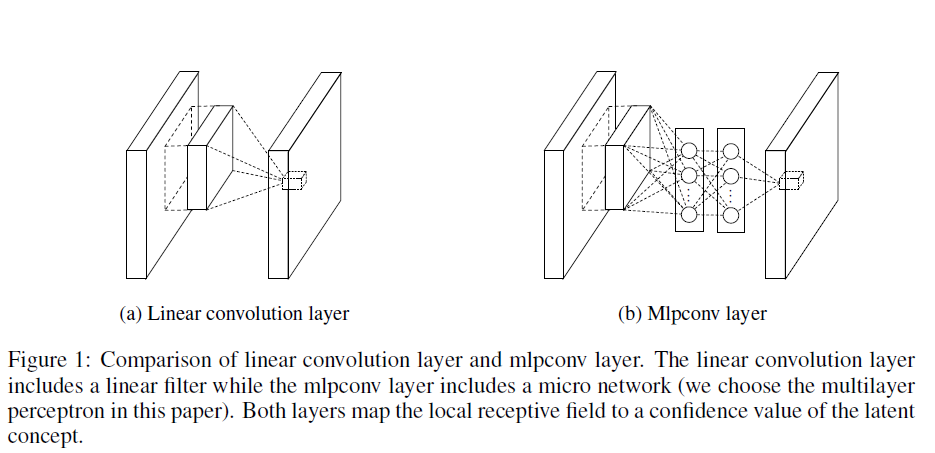 (a) Linear convolution layer
(b) Mlpconv layer
Figure 1: Comparison of linear convolution layer and mlpconv layer. The linear convolution layer
includes a linear filter while the mlpconv layer includes a micro network (we choose the multilayer
perceptron in this paper). Both layers map the local receptive field to a confidence value of the latent
concept.